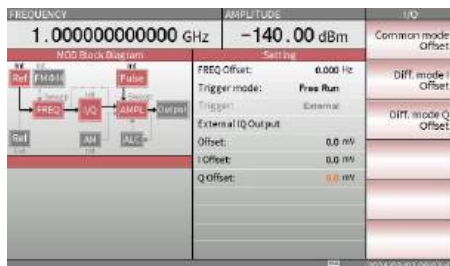 FREQUENCY
AMPLITUDE
I/O
1.000000000000 GHz
-140.00 dBm
Common mode
Offset
MOD Block Diagram
Setting
Ref
Pulse
FREQ Offset:
0.000 Hz
Diff. mode I
Offset
Trigger mode:
Free Run
FREQ
I/Q
AMPL
Output
Trigger:
External
Diff. mode Q
Offset
External IQ Output
AM
ALC
Offset:
0.0 mV
I Offset:
0.0 mV
Q Offset:
0.0 mV